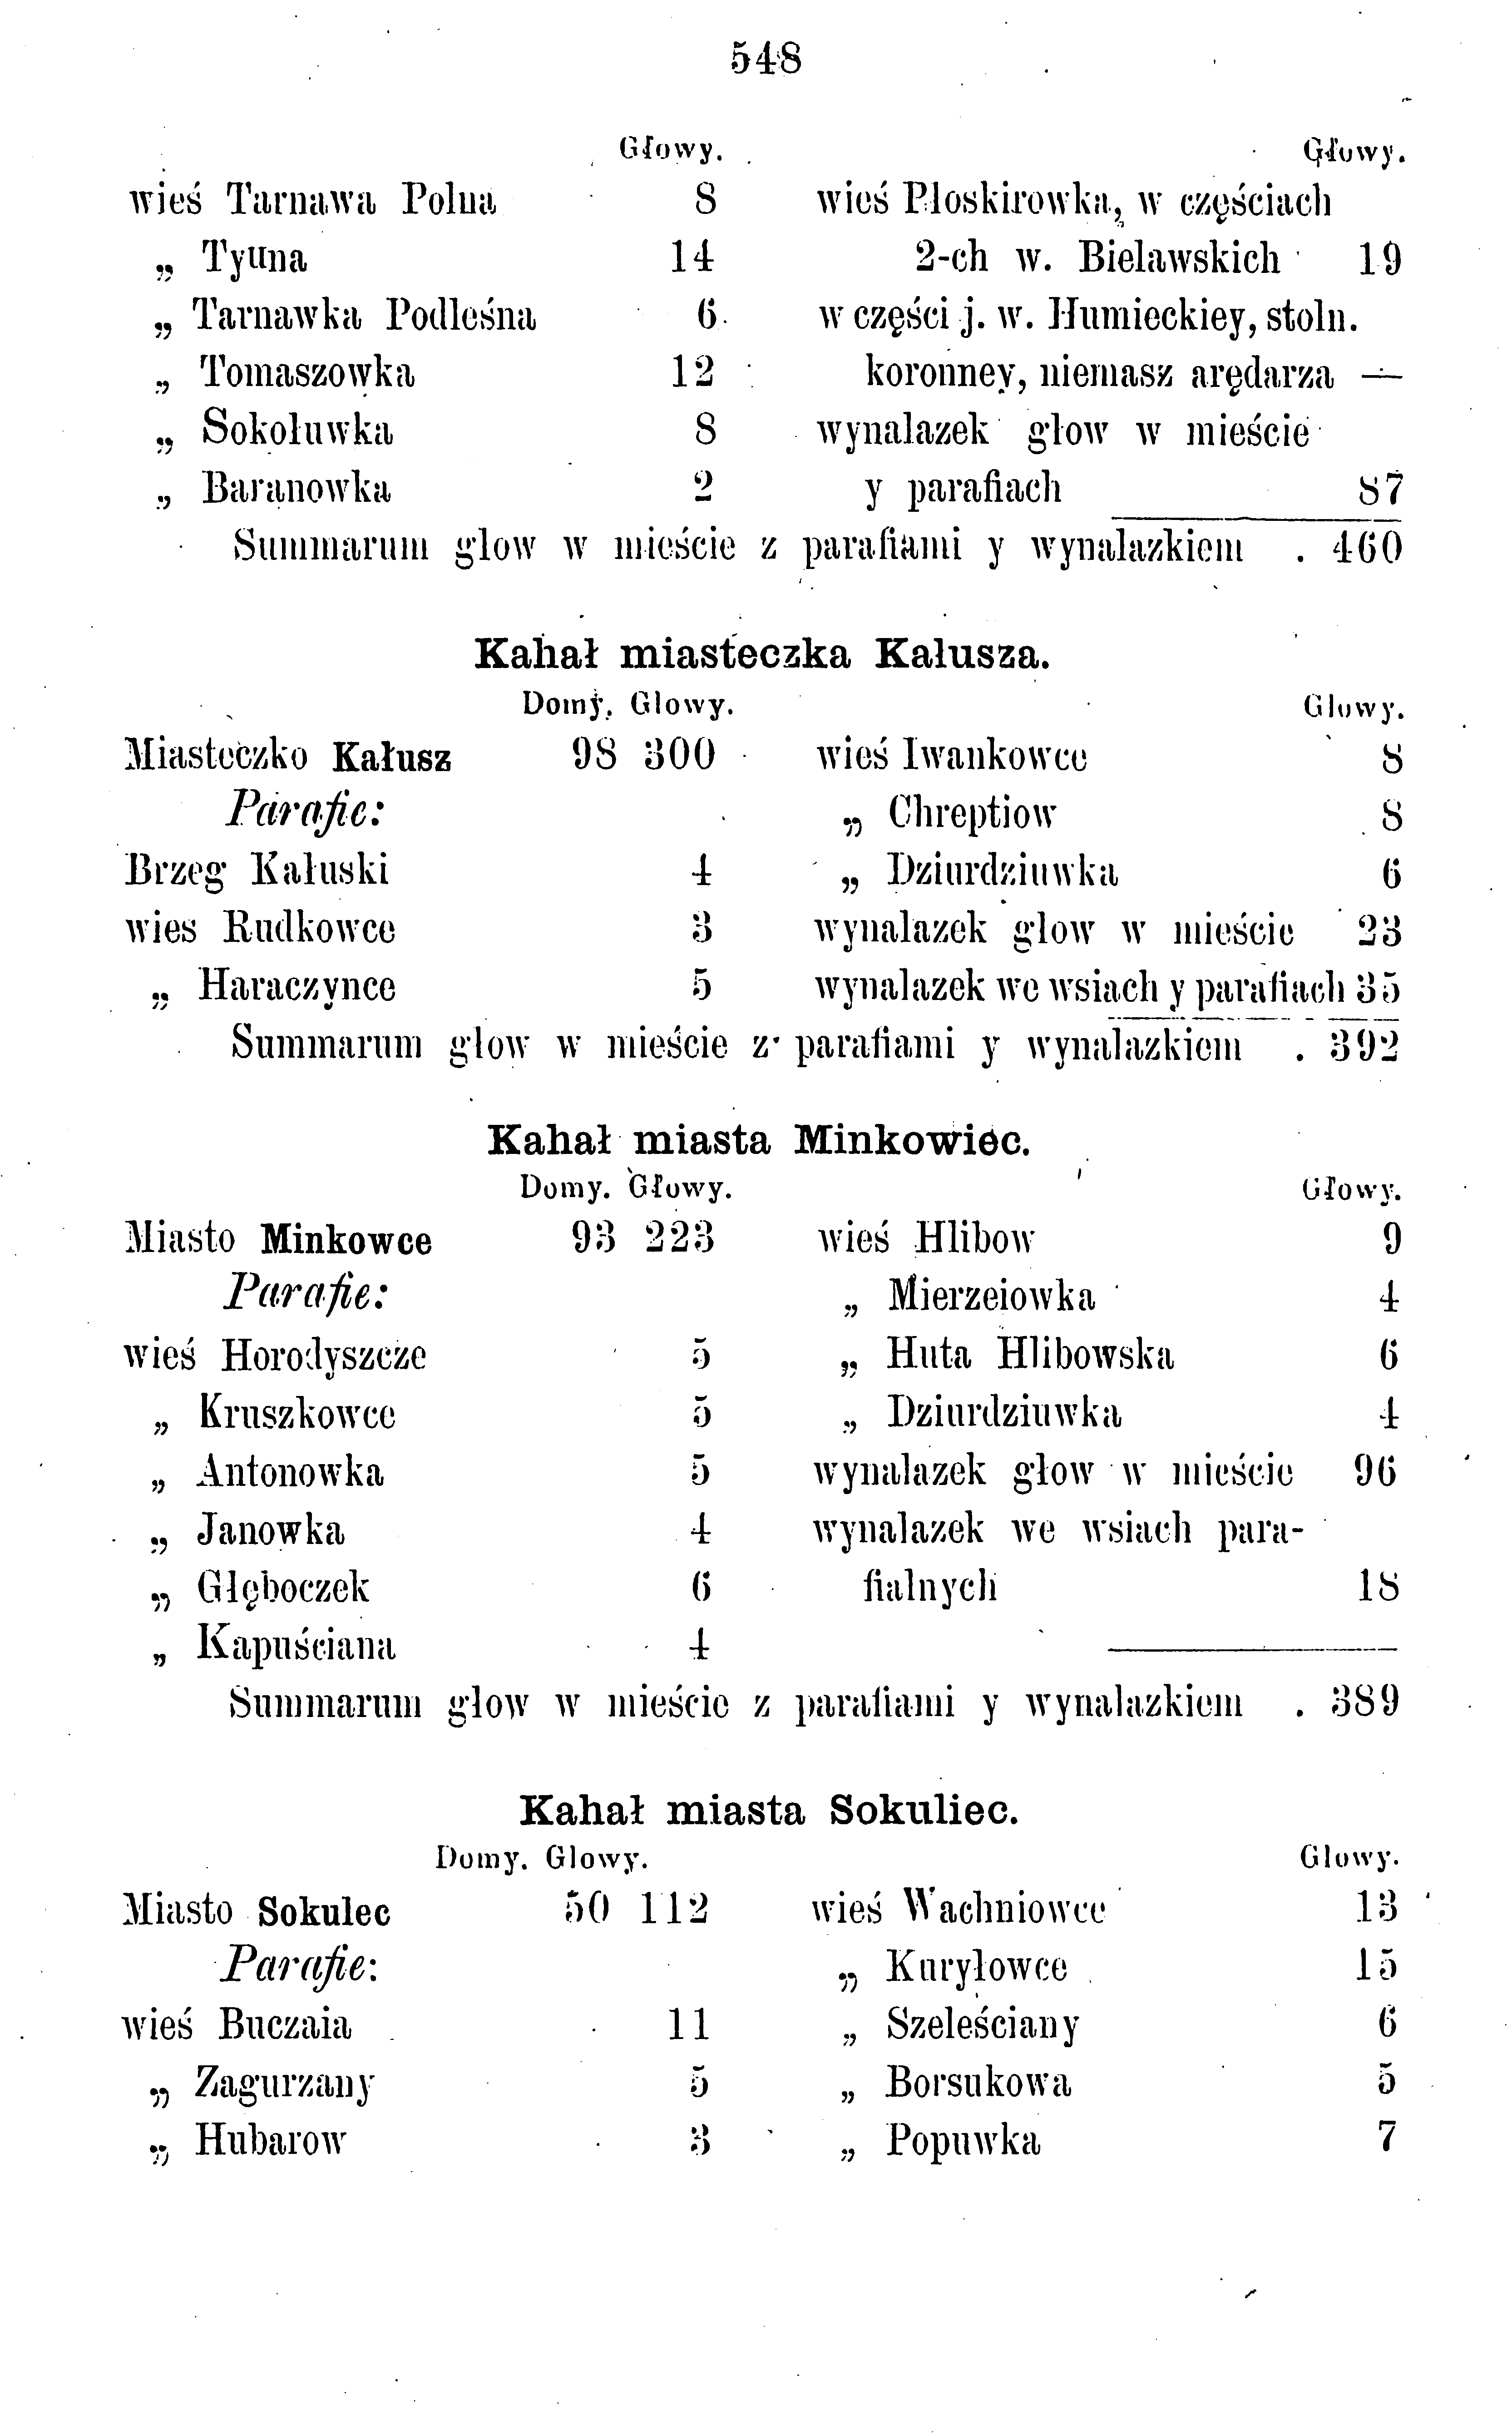 548
Głowy.
wieś Tarnawa Polna 8
„ Tynna 14
„ Tarnawka Podleśna 6
„ Tomaszowka 12
„ Sokołuwka 8
„ Baranowka 2
Głowy.
wieś Płoskirowka, w częściach
2-ch w. Bielawskich 19
w części j. w. Humieckiey, stoln.
koronney, niemasz arędarza —
wynalazek głow w mieście
y parafiach 87
Summarum głow w mieście z parafiami y wynalazkiem . 460
Kahał miasteczka Kałusza.
Domy. Głowy.
Miasteczko Kałusz 98 300
Parafie:
Brzeg Kałuski 4
wies Rudkowce 3
„ Haraczynce 5
Głowy.
wieś Iwankowce 8
„ Chreptiow 8
„ Dziurdziuwka 6
wynalazek głow w mieście 23
wynalazek we wsiach y parafiach 35
Summarum głow w mieście z parafiami y wynalazkiem . 392
Kahał miasta Minkowiec.
Domy. Głowy.
Miasto Minkowce 93 223
Parafie:
wieś Horodyszcze 5
„ Kruszkowce 5
„ Antonowka 5
„ Janowka 4
„ Głęboczek 6
„ Kapuściana 4
Głowy.
wieś Hlibow 9
„ Mierzeiowka 4
„ Huta Hlibowska 6
„ Dziurdziuwka 4
wynalazek głow w mieście 96
wynalazek we wsiach para-
fialnych 18
Summarum głow w mieście z parafiami y wynalazkiem . 389
Kahał miasta Sokuliec.
Domy. Głowy.
Miasto Sokulec 50 112
Parafie:
wieś Buczaia 11
„ Zagurzany 5
„ Hubarow 3
Głowy.
wieś Wachniowce 13
„ Kuryłowce 15
„ Szeleściany 6
„ Borsukowa 5
„ Popuwka 7